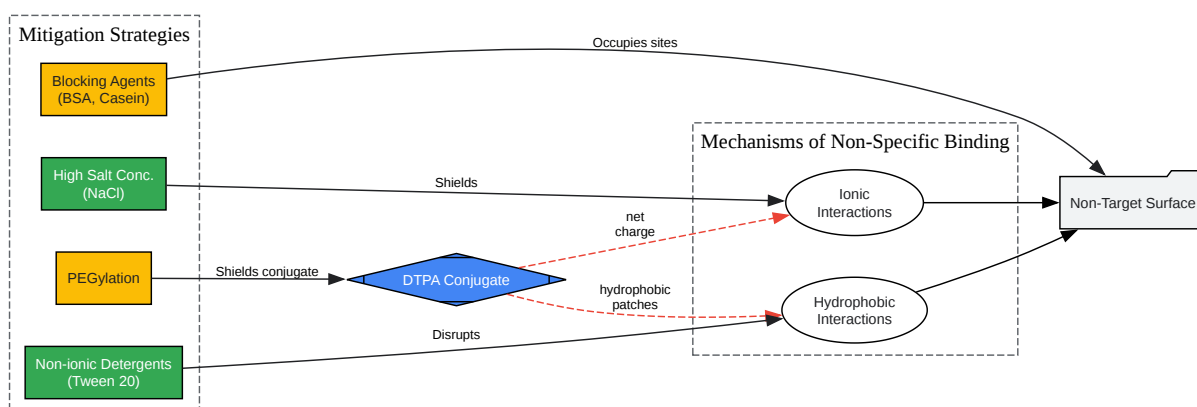 Mitigation Strategies
Blocking Agents
(BSA, Casein)
High Salt Conc.
(NaCl)
PEGylation
Non-ionic Detergents
(Tween 20)
Occupies sites
Shields
Shields conjugate
Disrupts
DTPA Conjugate
net
charge
hydrophobic
patches
Mechanisms of Non-Specific Binding
Ionic
Interactions
Hydrophobic
Interactions
Non-Target Surface